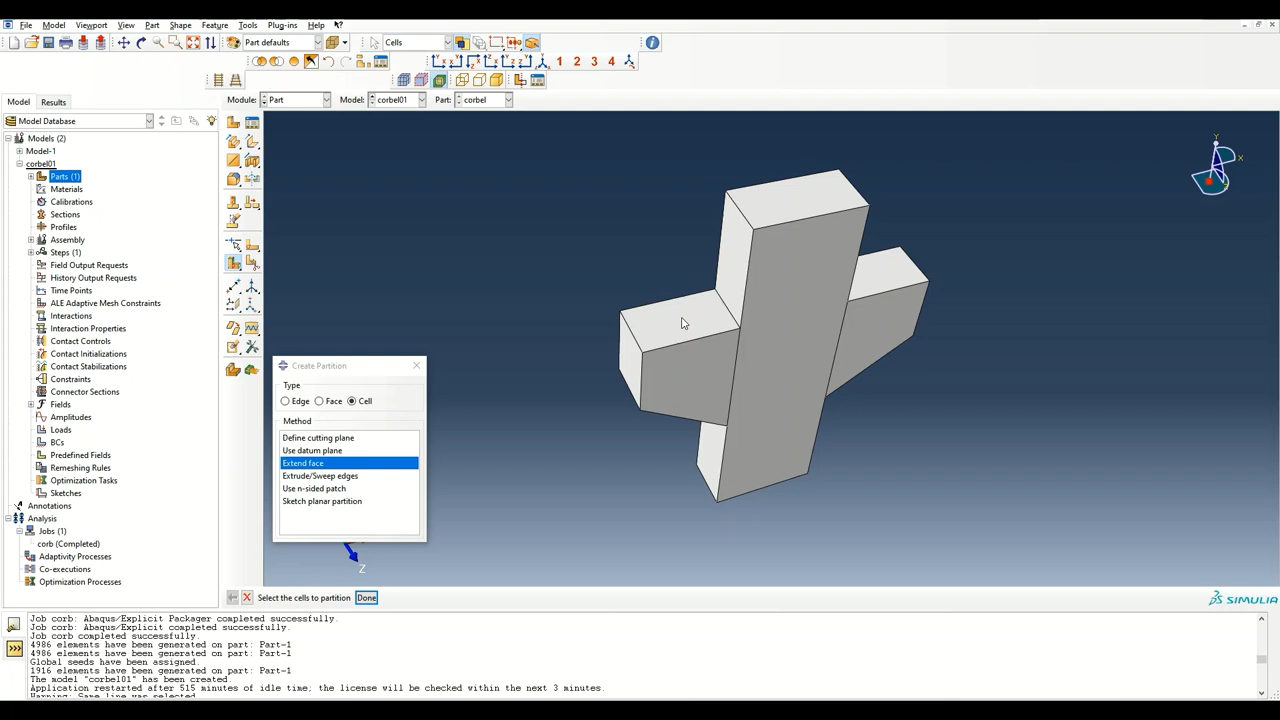 File Model Viewport View Part Shape Feature Tools Plug-ins Help
Part defaults Cells
1 2 3 4
Model Results Module: Part Model: corbel01 Part: corbel
Model Database
Models (2)
Model-1
corbel01
Parts (1)
Materials
Calibrations
Sections
Profiles
Assembly
Steps (1)
Field Output Requests
History Output Requests
Time Points
ALE Adaptive Mesh Constraints
Interactions
Interaction Properties
Contact Controls
Contact Initializations
Contact Stabilizations
Constraints
Connector Sections
Fields
Amplitudes
Loads
BCs
Predefined Fields
Remeshing Rules
Optimization Tasks
Sketches
Annotations
Analysis
Jobs (1)
corb (Completed)
Adaptivity Processes
Co-executions
Optimization Processes
Y
X
Create Partition
Type
Edge Face Cell
Method
Define cutting plane
Use datum plane
Extend face
Extrude/Sweep edges
Use n-sided patch
Sketch planar partition
Z
Select the cells to partition Done
SIMULIA
Job corb: Abaqus/Explicit Packager completed successfully.
Job corb: Abaqus/Explicit completed successfully.
Job corb completed successfully.
4986 elements have been generated on part: Part-1
4986 elements have been generated on part: Part-1
Global seeds have been assigned.
1916 elements have been generated on part: Part-1
The model "corbel01" has been created.
Application restarted after 515 minutes of idle time; the license will be checked within the next 3 minutes.
Warning: Same line was selected